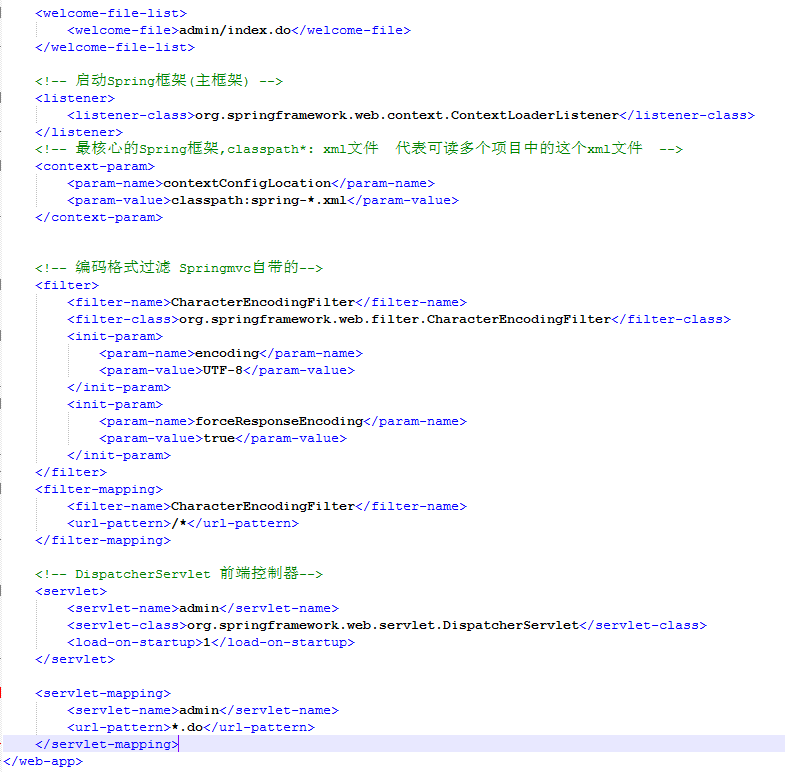 <welcome-file-list>
<welcome-file>admin/index.do</welcome-file>
</welcome-file-list>
<!-- 启动Spring框架(主框架) -->
<listener>
<listener-class>org.springframework.web.context.ContextLoaderListener</listener-class>
</listener>
<!-- 最核心的Spring框架,classpath*: xml文件  代表可读多个项目中的这个xml文件  -->
<context-param>
<param-name>contextConfigLocation</param-name>
<param-value>classpath:spring-*.xml</param-value>
</context-param>
<!-- 编码格式过滤 Springmvc自带的-->
<filter>
<filter-name>CharacterEncodingFilter</filter-name>
<filter-class>org.springframework.web.filter.CharacterEncodingFilter</filter-class>
<init-param>
<param-name>encoding</param-name>
<param-value>UTF-8</param-value>
</init-param>
<init-param>
<param-name>forceResponseEncoding</param-name>
<param-value>true</param-value>
</init-param>
</filter>
<filter-mapping>
<filter-name>CharacterEncodingFilter</filter-name>
<url-pattern>/*</url-pattern>
</filter-mapping>
<!-- DispatcherServlet 前端控制器-->
<servlet>
<servlet-name>admin</servlet-name>
<servlet-class>org.springframework.web.servlet.DispatcherServlet</servlet-class>
<load-on-startup>1</load-on-startup>
</servlet>
<servlet-mapping>
<servlet-name>admin</servlet-name>
<url-pattern>*.do</url-pattern>
</servlet-mapping>
</web-app>